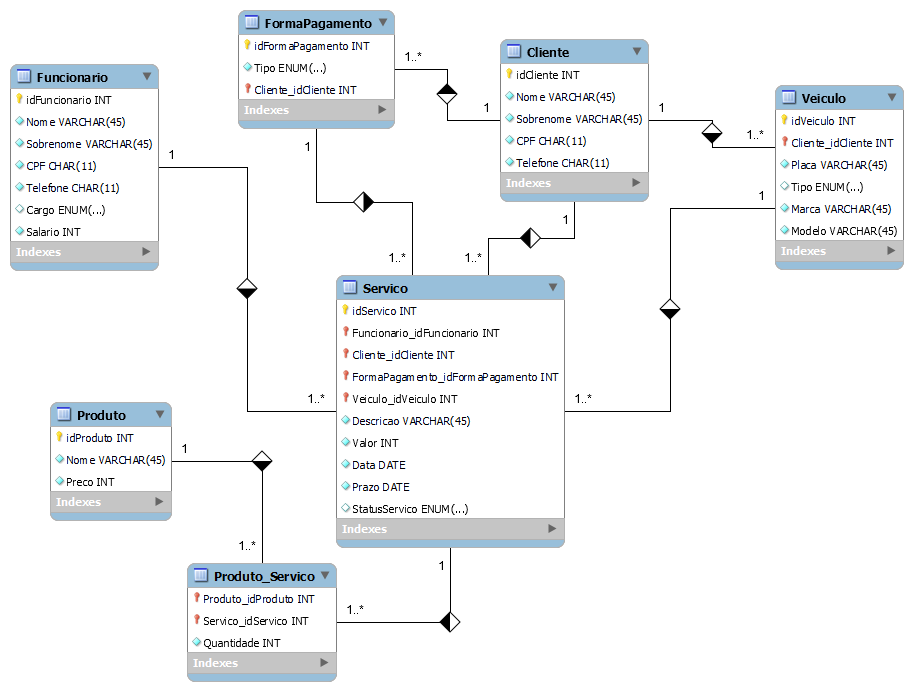 FormaPagamento
idFormaPagamento INT
Tipo ENUM(...)
Cliente_idCliente INT
Indexes
1..*
1
Cliente
idCliente INT
Nome VARCHAR(45)
Sobrenome VARCHAR(45)
CPF CHAR(11)
Telefone CHAR(11)
Indexes
Funcionario
idFuncionario INT
Nome VARCHAR(45)
Sobrenome VARCHAR(45)
CPF CHAR(11)
Telefone CHAR(11)
Cargo ENUM(...)
Salario INT
Indexes
1
1..*
Veiculo
idVeiculo INT
Cliente_idCliente INT
Placa VARCHAR(45)
Tipo ENUM(...)
Marca VARCHAR(45)
Modelo VARCHAR(45)
Indexes
1
1
1
1
1..*
1..*
Servico
idServico INT
Funcionario_idFuncionario INT
Cliente_idCliente INT
FormaPagamento_idFormaPagamento INT
Veiculo_idVeiculo INT
Descricao VARCHAR(45)
Valor INT
Data DATE
Prazo DATE
StatusServico ENUM(...)
Indexes
1..*
1..*
Produto
idProduto INT
Nome VARCHAR(45)
Preco INT
Indexes
1
1..*
1
Produto_Servico
Produto_idProduto INT
Servico_idServico INT
Quantidade INT
Indexes
1..*